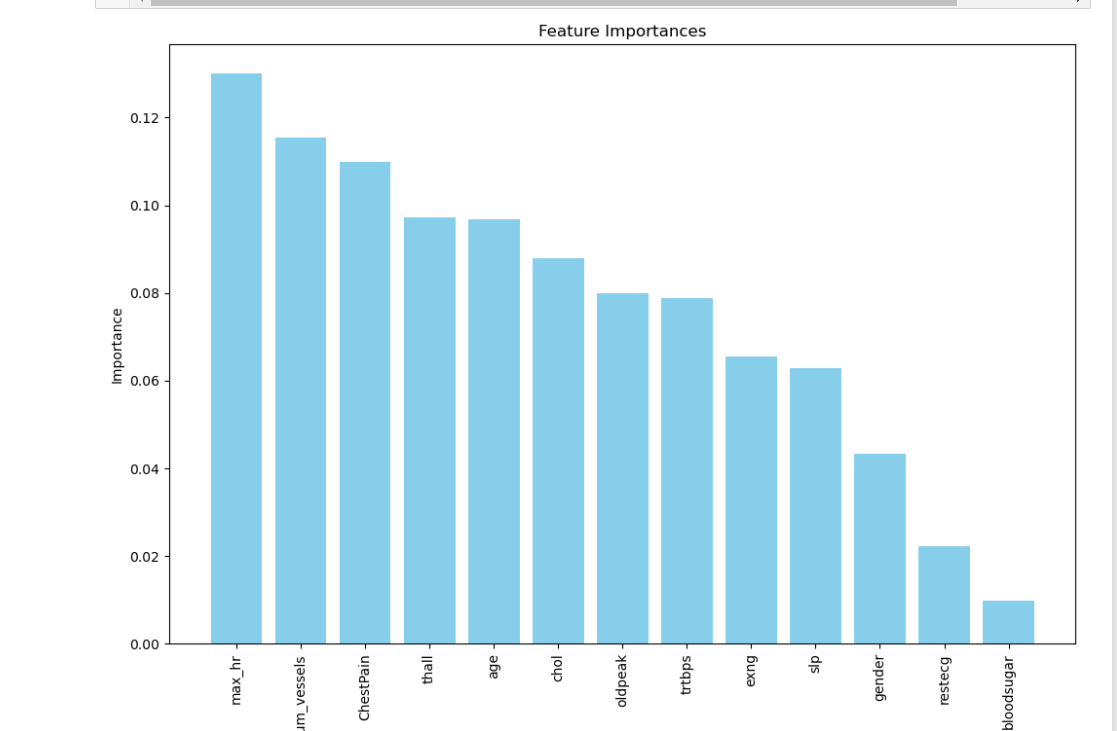 Feature Importances
0.12
0.10
0.08
0.06
0.04
0.02
0.00
Importance
max_hr
um_vessels
ChestPain
thall
age
chol
oldpeak
trtbps
exng
slp
gender
restecg
bloodsugar